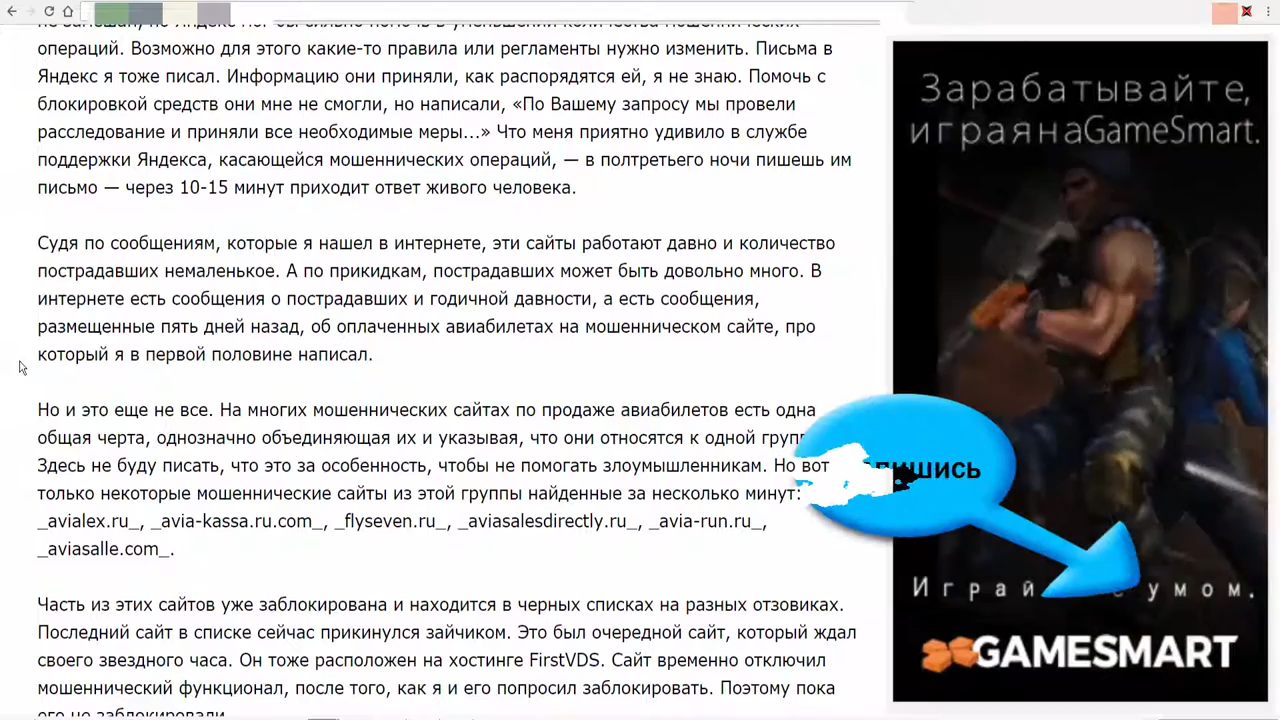 операций. Возможно для этого какие-то правила или регламенты нужно изменить. Письма в
Яндекс я тоже писал. Информацию они приняли, как распорядятся ей, я не знаю. Помочь с
блокировкой средств они мне не смогли, но написали, «По Вашему запросу мы провели
расследование и приняли все необходимые меры...» Что меня приятно удивило в службе
поддержки Яндекса, касающейся мошеннических операций, — в полтретьего ночи пишешь им
письмо — через 10-15 минут приходит ответ живого человека.
Судя по сообщениям, которые я нашел в интернете, эти сайты работают давно и количество
пострадавших немаленькое. А по прикидкам, пострадавших может быть довольно много. В
интернете есть сообщения о пострадавших и годичной давности, а есть сообщения,
размещенные пять дней назад, об оплаченных авиабилетах на мошенническом сайте, про
который я в первой половине написал.
Но и это еще не все. На многих мошеннических сайтах по продаже авиабилетов есть одна
общая черта, однозначно объединяющая их и указывая, что они относятся к одной
Здесь не буду писать, что это за особенность, чтобы не помогать злоумышленникам. Но вот
только некоторые мошеннические сайты из этой группы найденные за несколько минут:
_avialex.ru_, _avia-kassa.ru.com_, _flyseven.ru_, _aviasalesdirectly.ru_, _avia-run.ru_,
_aviasalle.com_.
Часть из этих сайтов уже заблокирована и находится в черных списках на разных отзовиках.
Последний сайт в списке сейчас прикинулся зайчиком. Это был очередной сайт, который ждал
своего звездного часа. Он тоже расположен на хостинге FirstVDS. Сайт временно отключил
мошеннический функционал, после того, как я и его попросил заблокировать. Поэтому пока
его не заблокировали.
Зарабатывайте,
играянаGameSmart.
Играй умом.
GAMESMART